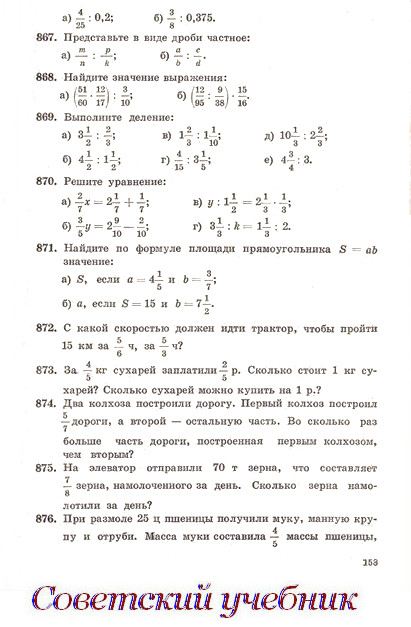 а) 4/25 : 0,2; б) 3/8 : 0,375.
867. Представьте в виде дроби частное:
а) m/n : p/k; б) a/b : c/d.
868. Найдите значение выражения:
а) (51/60 · 12/17) : 3/10; б) (12/95 : 9/38) · 15/16.
869. Выполните деление:
а) 3 1/2 : 2/3; в) 1 2/3 : 1 1/10; д) 10 1/3 : 2 2/3;
б) 4 1/2 : 1 1/2; г) 4/15 : 3 1/5; е) 4 3/4 : 3.
870. Решите уравнение:
а) 2/7 x = 2 1/7 + 1/7; в) y : 1 1/2 = 2 1/3 · 1/3;
б) 3/5 y = 2 9/10 − 2/10; г) 3 1/3 : k = 1 1/3 : 2.
871. Найдите по формуле площади прямоугольника S = ab
значение:
а) S, если a = 4 1/5 и b = 3/7;
б) a, если S = 15 и b = 7 1/2.
872. С какой скоростью должен идти трактор, чтобы пройти
15 км за 5/6 ч, за 5/3 ч?
873. За 4/5 кг сухарей заплатили 2/5 р. Сколько стоит 1 кг су-
харей? Сколько сухарей можно купить на 1 р.?
874. Два колхоза построили дорогу. Первый колхоз построил
5/7 дороги, а второй — остальную часть. Во сколько раз
больше часть дороги, построенная первым колхозом,
чем вторым?
875. На элеватор отправили 70 т зерна, что составляет
7/8 зерна, намолоченного за день. Сколько зерна намо-
лотили за день?
876. При размоле 25 ц пшеницы получили муку, манную кру-
пу и отруби. Масса муки составила 4/5 массы пшеницы,
153
Советский учебник